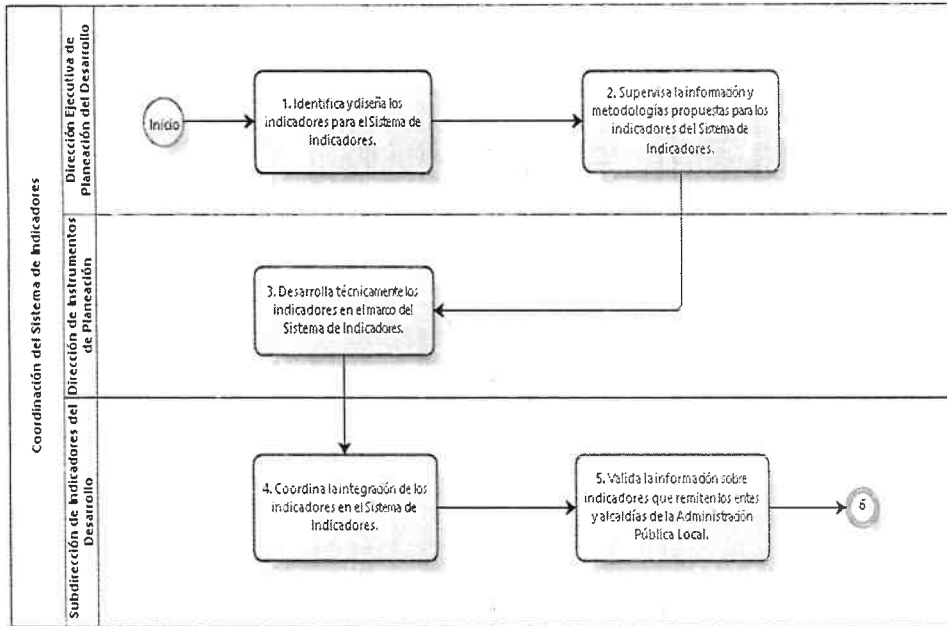 Coordinación del Sistema de Indicadores
Dirección Ejecutiva de
Planeación del Desarrollo
Inicio
1. Identifica y diseña los
indicadores para el Sistema de
Indicadores.
2. Supervisa la información y
metodologías propuestas para los
indicadores del Sistema de
Indicadores.
Dirección de Instrumentos
de Planeación
3. Desarrolla técnicamente los
indicadores en el marco del
Sistema de Indicadores.
Subdirección de Indicadores del
Desarrollo
4. Coordina la integración de los
indicadores en el Sistema de
Indicadores.
5. Valida la información sobre
indicadores que remiten los entes
y alcaldías de la Administración
Pública Local.
6